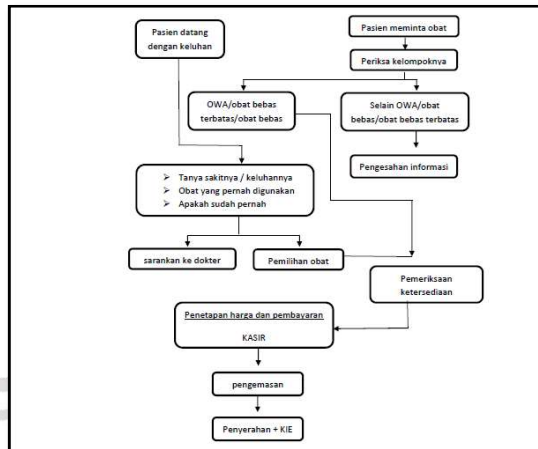 Pasien datang
dengan keluhan
Pasien meminta obat
Periksa kelompoknya
OWA/obat bebas
terbatas/obat bebas
Selain OWA/obat
bebas/obat bebas terbatas
Pengesahan informasi
➢ Tanya sakitnya / keluhannya
➢ Obat yang pernah digunakan
➢ Apakah sudah pernah
sarankan ke dokter
Pemilihan obat
Pemeriksaan
ketersediaan
Penetapan harga dan pembayaran
KASIR
pengemasan
Penyerahan + KIE